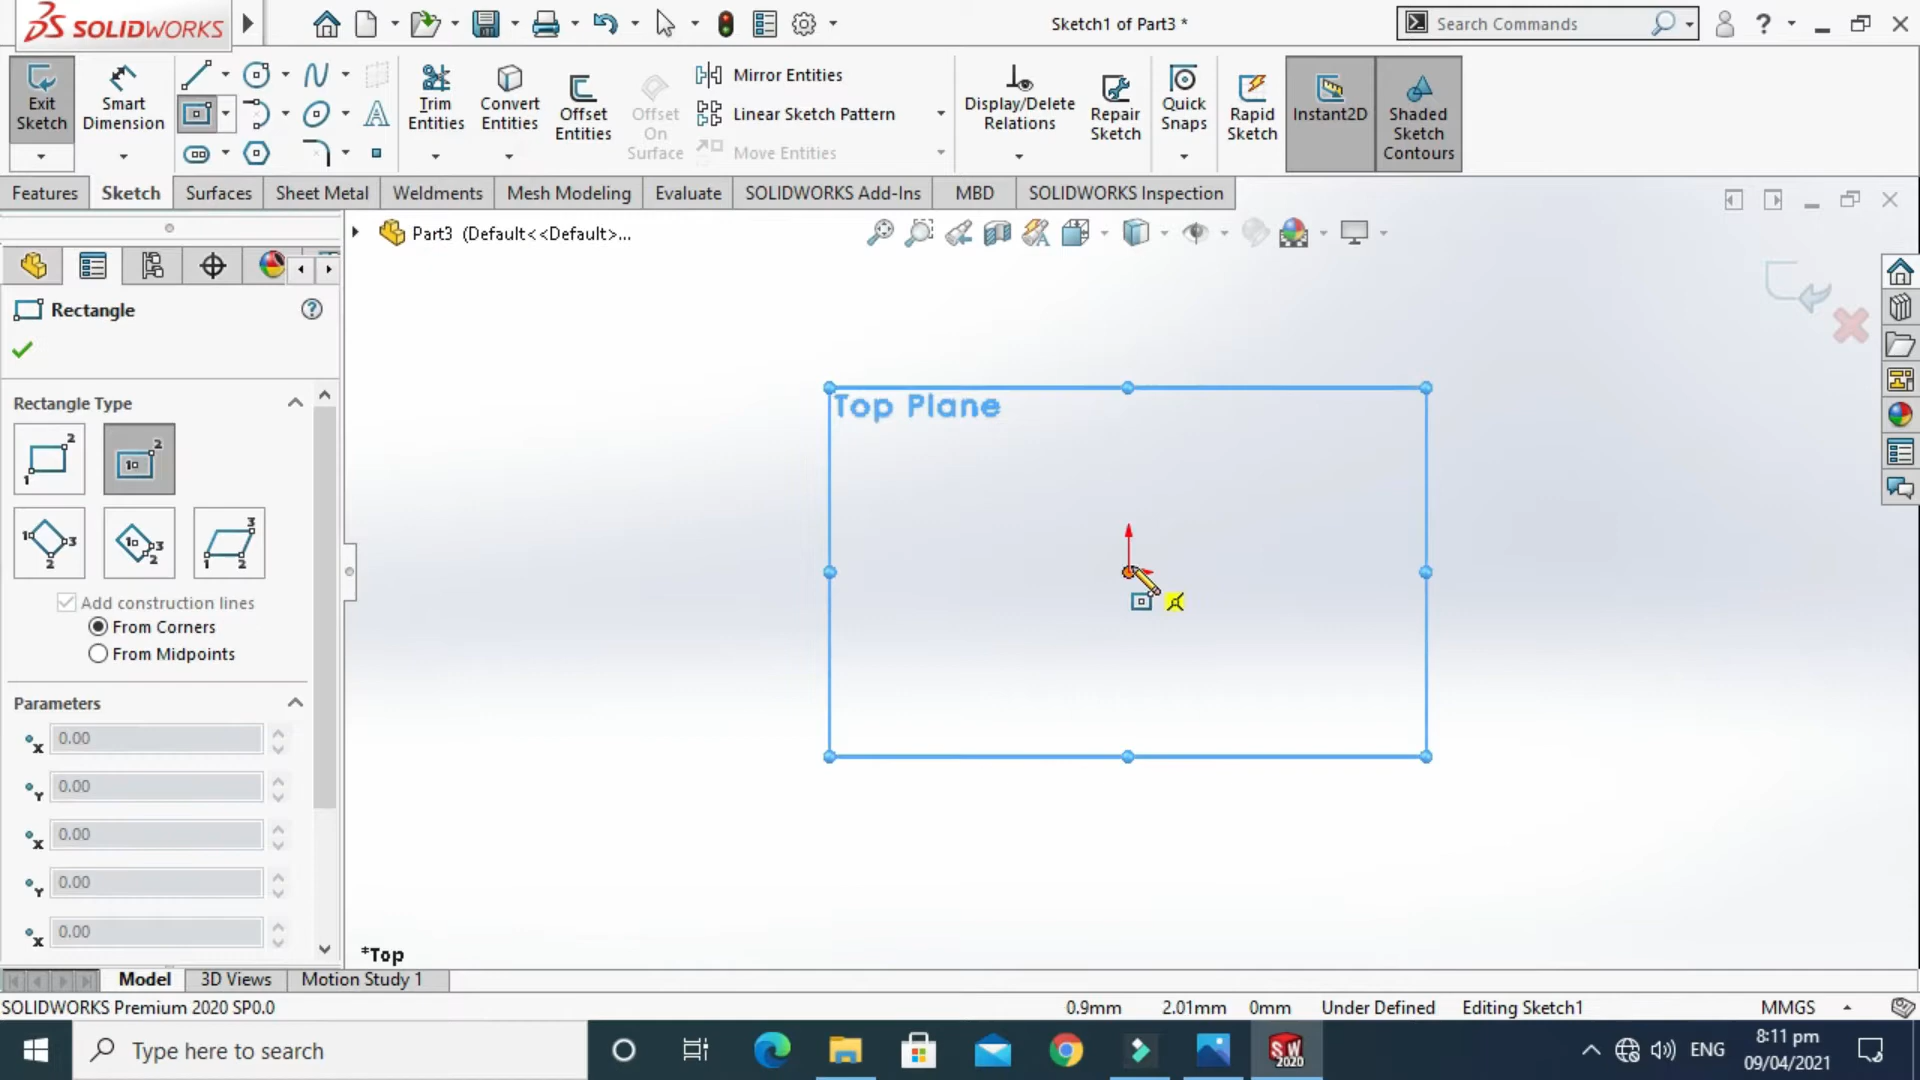 SOLIDWORKS
Sketch1 of Part3 *
Search Commands
Exit Sketch
Smart Dimension
Trim Entities
Convert Entities
Offset Entities
Offset On Surface
Mirror Entities
Linear Sketch Pattern
Move Entities
Display/Delete Relations
Repair Sketch
Quick Snaps
Rapid Sketch
Instant2D
Shaded Sketch Contours
Features
Sketch
Surfaces
Sheet Metal
Weldments
Mesh Modeling
Evaluate
SOLIDWORKS Add-Ins
MBD
SOLIDWORKS Inspection
Part3 (Default<<Default>...
Rectangle
Rectangle Type
Add construction lines
From Corners
From Midpoints
Parameters
0.00
0.00
0.00
0.00
0.00
Top Plane
*Top
Model
3D Views
Motion Study 1
SOLIDWORKS Premium 2020 SP0.0
0.9mm
2.01mm
0mm
Under Defined
Editing Sketch1
MMGS
Type here to search
SW
2020
ENG
8:11 pm
09/04/2021